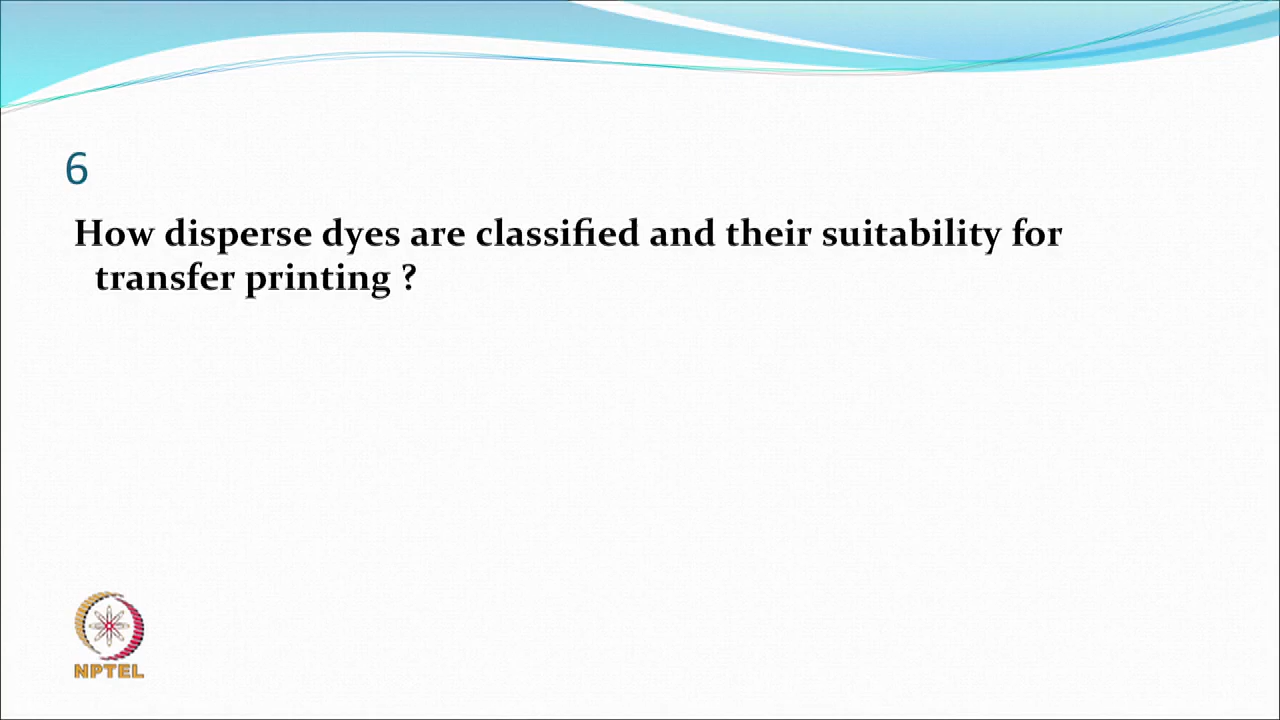 6
How disperse dyes are classified and their suitability for
transfer printing ?
NPTEL